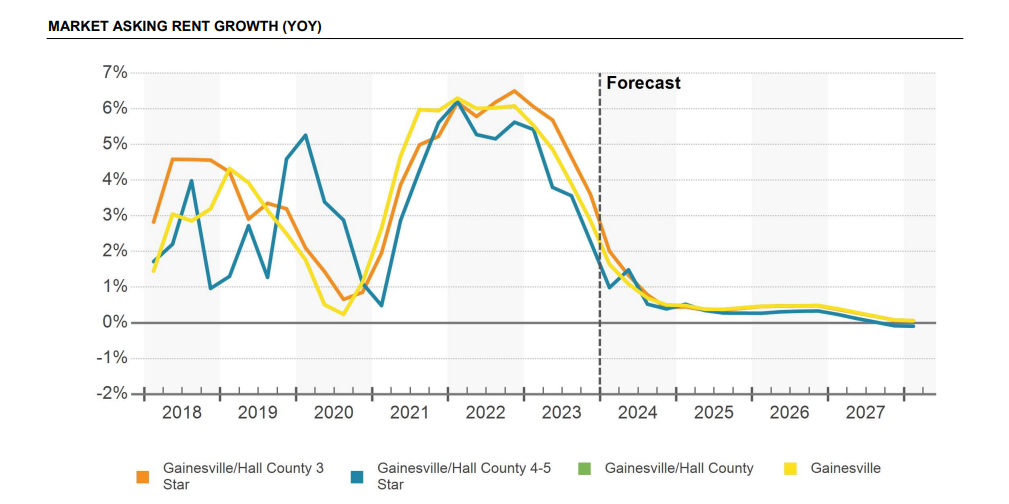 MARKET ASKING RENT GROWTH (YOY)
7%
6%
5%
4%
3%
2%
1%
0%
-1%
-2%
Forecast
2018 2019 2020 2021 2022 2023 2024 2025 2026 2027
Gainesville/Hall County 3 Star
Gainesville/Hall County 4-5 Star
Gainesville/Hall County
Gainesville